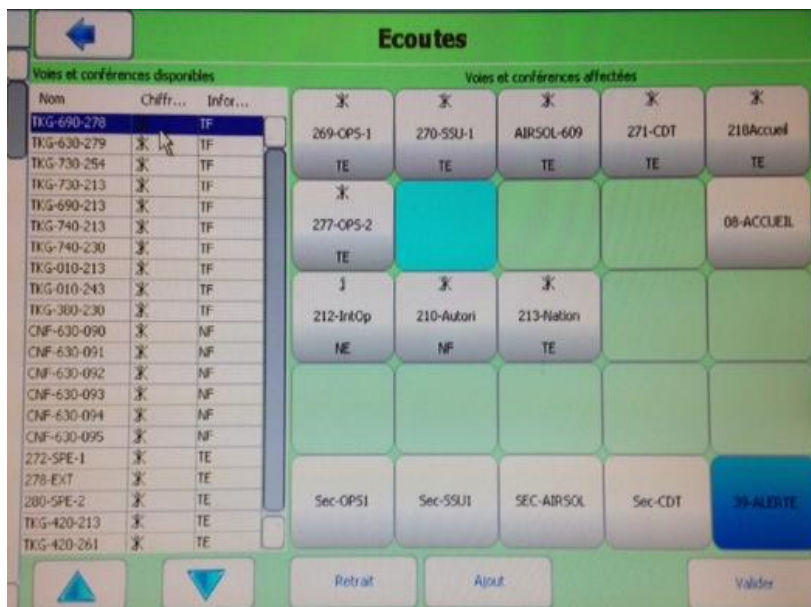 Ecoutes
Voies et conférences disponibles
Voies et conférences affectées
Nom Chiffr... Infor...
TKG-690-278 TF
TKG-630-279 TF
TKG-730-254 TF
TKG-730-213 TF
TKG-690-213 TF
TKG-740-213 TF
TKG-740-230 TF
TKG-010-213 TF
TKG-010-243 TF
TKG-380-230 TF
CNF-630-090 NF
CNF-630-091 NF
CNF-630-092 NF
CNF-630-093 NF
CNF-630-094 NF
CNF-630-095 NF
272-SPE-1 TE
278-EXT TE
280-SPE-2 TE
TKG-420-213 TE
TKG-420-261 TE
269-OPS-1 270-SSU-1 AIRSOL-609 271-CDT 218Accueil
TE TE TE TE TE
277-OPS-2 08-ACCUEIL
TE
212-IntOp 210-Autori 213-Nation
NE NF TE
Sec-OPS1 Sec-SSU1 SEC-AIRSOL Sec-CDT 39-ALERTE
Retrait Ajout Valider